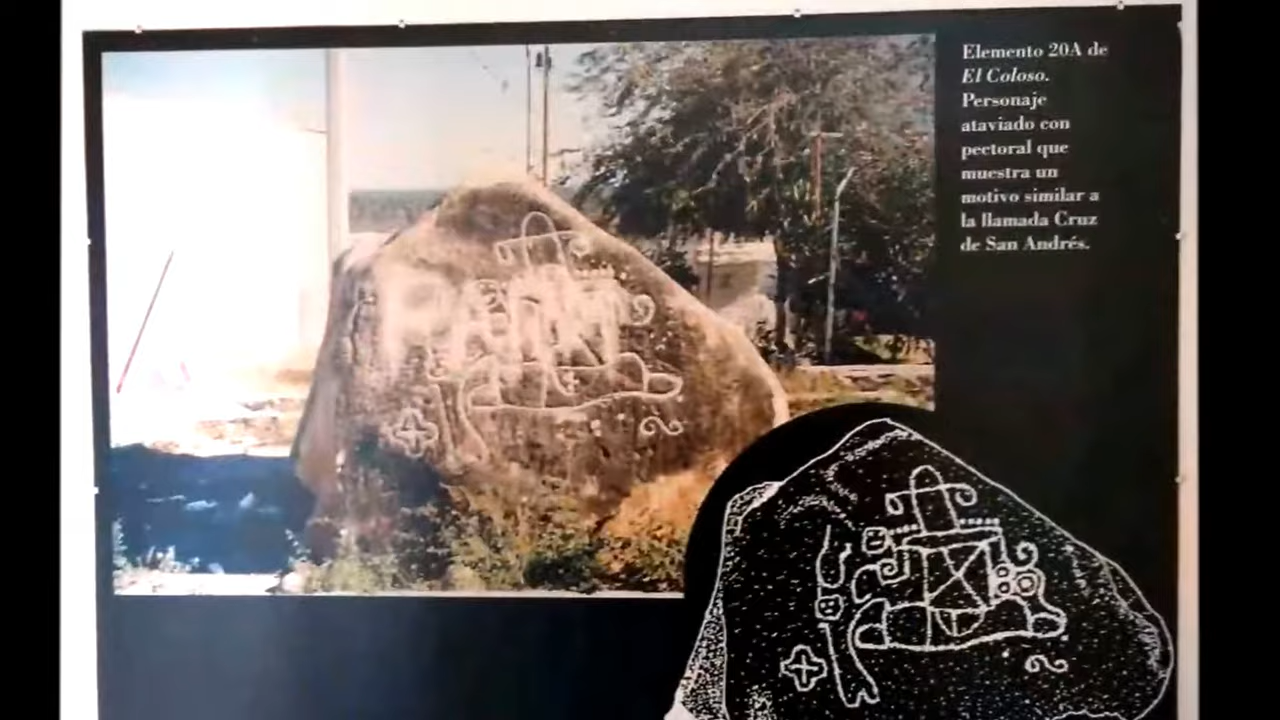 Elemento 20A de
El Coloso.
Personaje
ataviado con
pectoral que
muestra un
motivo similar a
la llamada Cruz
de San Andrés.